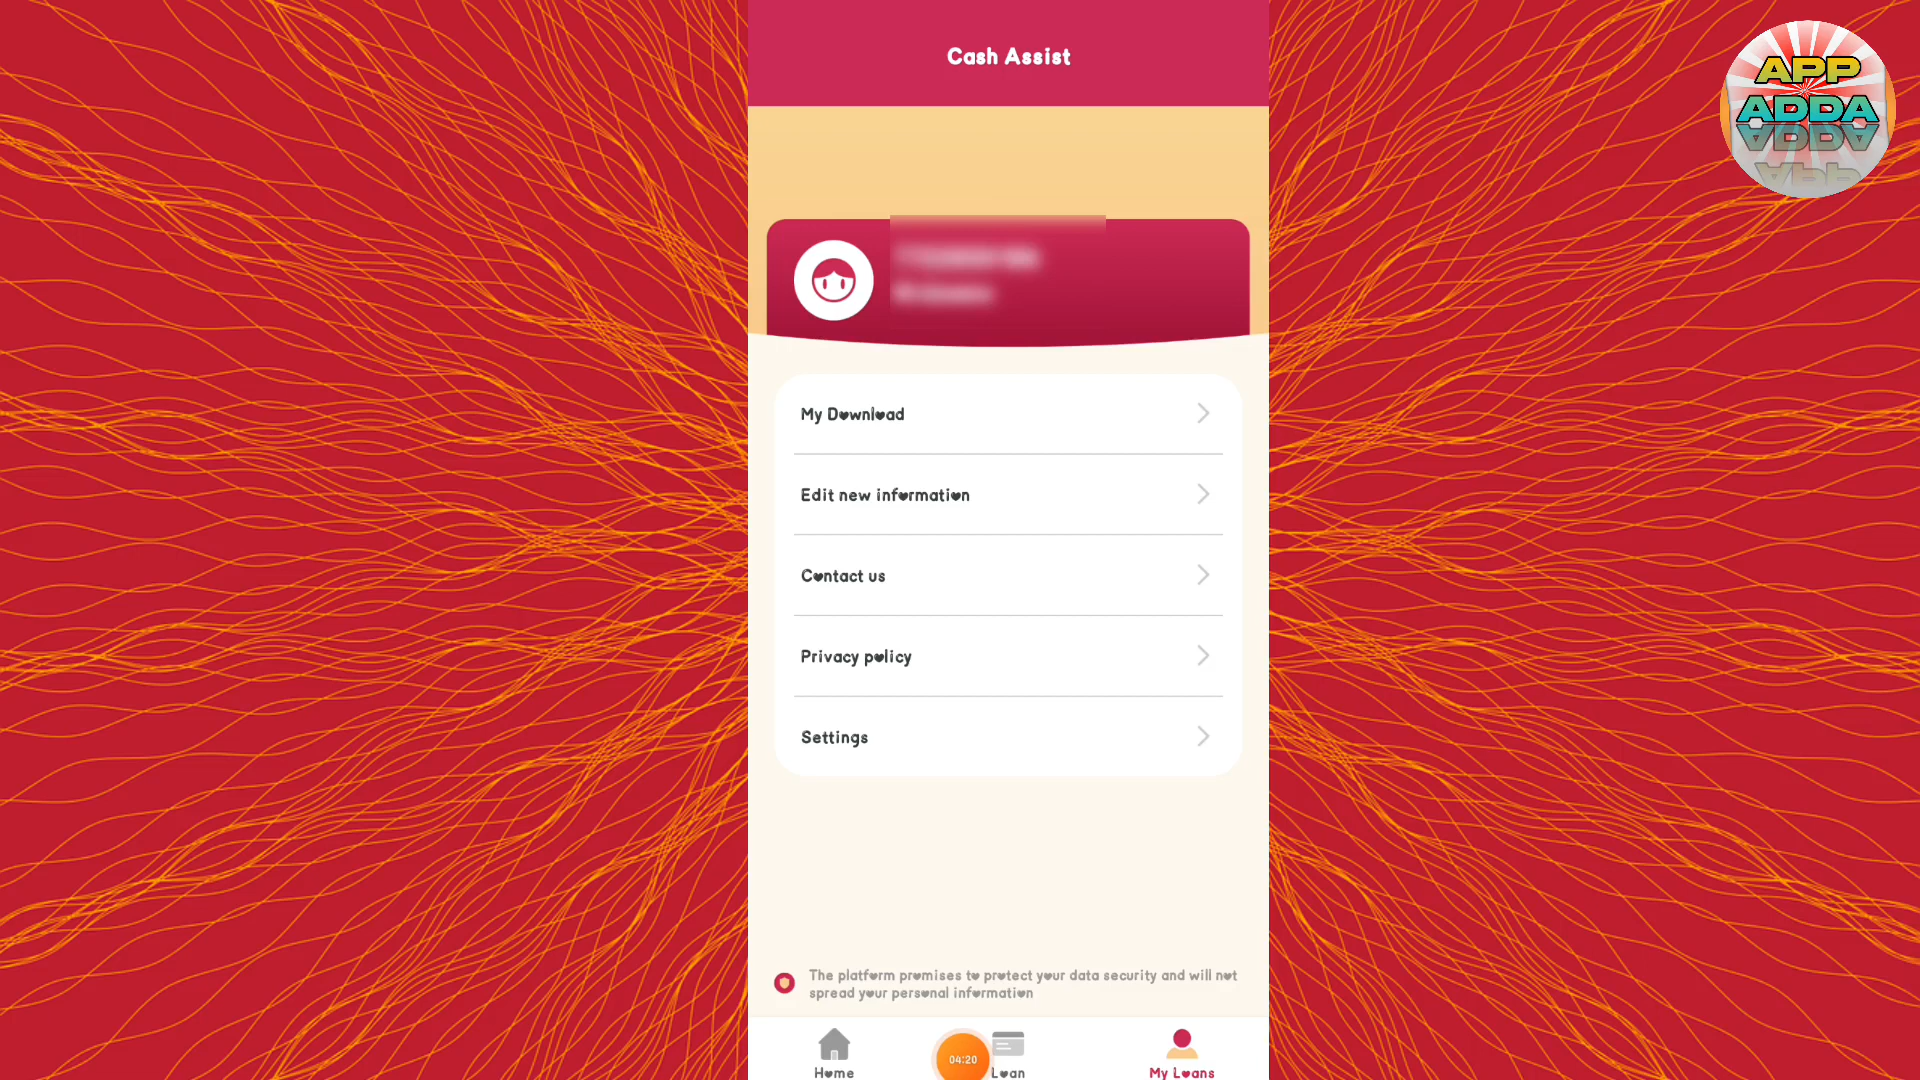 Cash Assist
APP
ADDA
My Download
Edit new information
Contact us
Privacy policy
Settings
The platform promises to protect your data security and will not
spread your personal information
04:20
Home
Loan
My Loans